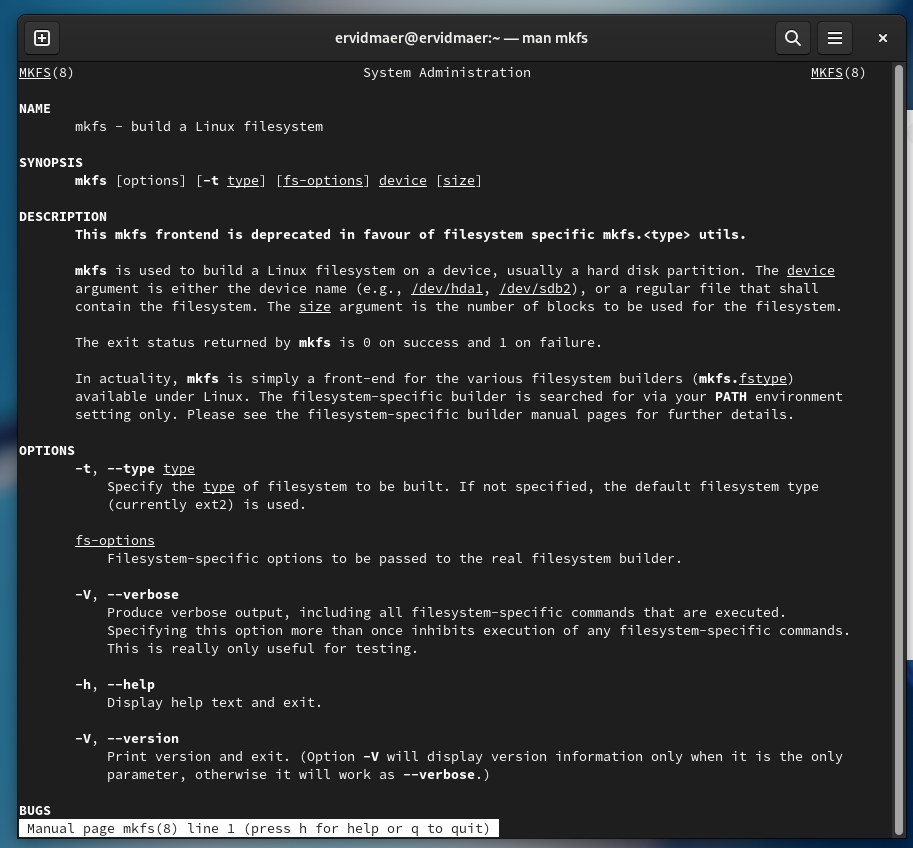 ervidmaer@ervidmaer:~ — man mkfs
MKFS(8) System Administration MKFS(8)
NAME
mkfs - build a Linux filesystem
SYNOPSIS
mkfs [options] [-t type] [fs-options] device [size]
DESCRIPTION
This mkfs frontend is deprecated in favour of filesystem specific mkfs.<type> utils.
mkfs is used to build a Linux filesystem on a device, usually a hard disk partition. The device
argument is either the device name (e.g., /dev/hda1, /dev/sdb2), or a regular file that shall
contain the filesystem. The size argument is the number of blocks to be used for the filesystem.
The exit status returned by mkfs is 0 on success and 1 on failure.
In actuality, mkfs is simply a front-end for the various filesystem builders (mkfs.fstype)
available under Linux. The filesystem-specific builder is searched for via your PATH environment
setting only. Please see the filesystem-specific builder manual pages for further details.
OPTIONS
-t, --type type
Specify the type of filesystem to be built. If not specified, the default filesystem type
(currently ext2) is used.
fs-options
Filesystem-specific options to be passed to the real filesystem builder.
-V, --verbose
Produce verbose output, including all filesystem-specific commands that are executed.
Specifying this option more than once inhibits execution of any filesystem-specific commands.
This is really only useful for testing.
-h, --help
Display help text and exit.
-V, --version
Print version and exit. (Option -V will display version information only when it is the only
parameter, otherwise it will work as --verbose.)
BUGS
Manual page mkfs(8) line 1 (press h for help or q to quit)